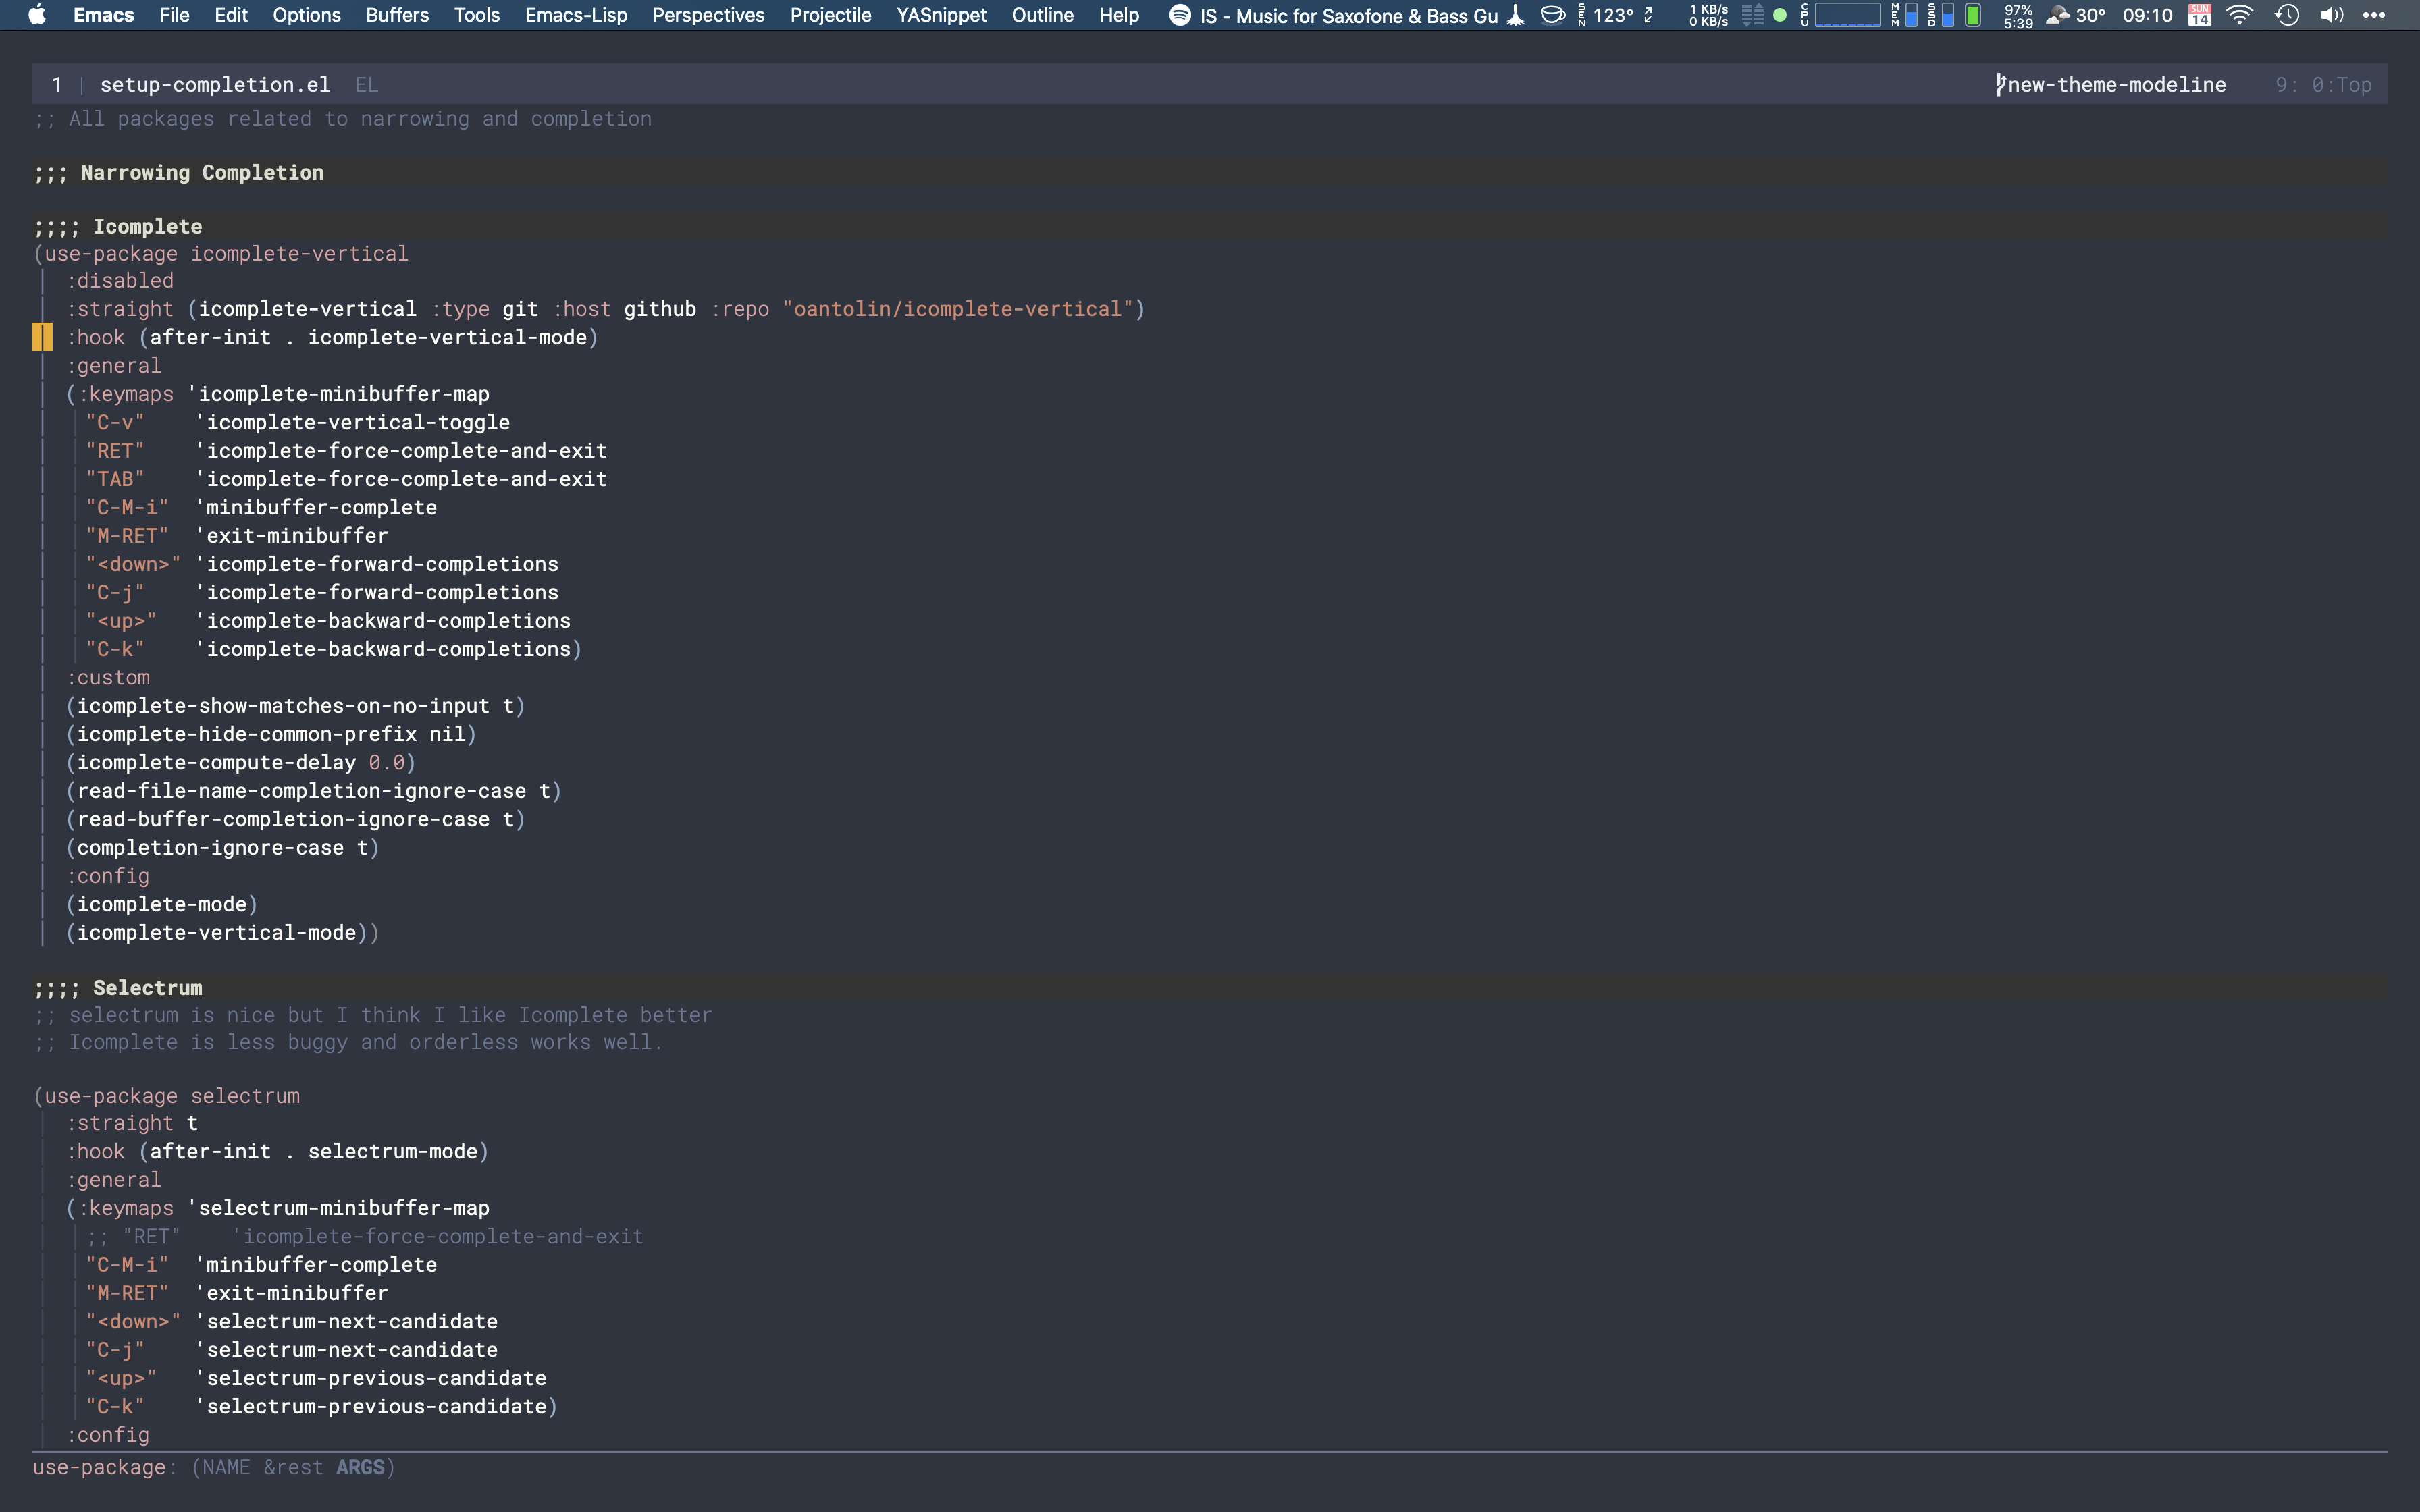 Emacs File Edit Options Buffers Tools Emacs-Lisp Perspectives Projectile YASnippet Outline Help IS - Music for Saxofone & Bass Gu SEN 123° 1 KB/s 0 KB/s CPU MEM SSD 97% 5:39 30° 09:10 SUN 14
1 | setup-completion.el EL new-theme-modeline 9: 0:Top
;; All packages related to narrowing and completion
;;; Narrowing Completion
;;;; Icomplete
(use-package icomplete-vertical
:disabled
:straight (icomplete-vertical :type git :host github :repo "oantolin/icomplete-vertical")
:hook (after-init . icomplete-vertical-mode)
:general
(:keymaps 'icomplete-minibuffer-map
"C-v" 'icomplete-vertical-toggle
"RET" 'icomplete-force-complete-and-exit
"TAB" 'icomplete-force-complete-and-exit
"C-M-i" 'minibuffer-complete
"M-RET" 'exit-minibuffer
"<down>" 'icomplete-forward-completions
"C-j" 'icomplete-forward-completions
"<up>" 'icomplete-backward-completions
"C-k" 'icomplete-backward-completions)
:custom
(icomplete-show-matches-on-no-input t)
(icomplete-hide-common-prefix nil)
(icomplete-compute-delay 0.0)
(read-file-name-completion-ignore-case t)
(read-buffer-completion-ignore-case t)
(completion-ignore-case t)
:config
(icomplete-mode)
(icomplete-vertical-mode))
;;;; Selectrum
;; selectrum is nice but I think I like Icomplete better
;; Icomplete is less buggy and orderless works well.
(use-package selectrum
:straight t
:hook (after-init . selectrum-mode)
:general
(:keymaps 'selectrum-minibuffer-map
;; "RET" 'icomplete-force-complete-and-exit
"C-M-i" 'minibuffer-complete
"M-RET" 'exit-minibuffer
"<down>" 'selectrum-next-candidate
"C-j" 'selectrum-next-candidate
"<up>" 'selectrum-previous-candidate
"C-k" 'selectrum-previous-candidate)
:config
use-package: (NAME &rest ARGS)